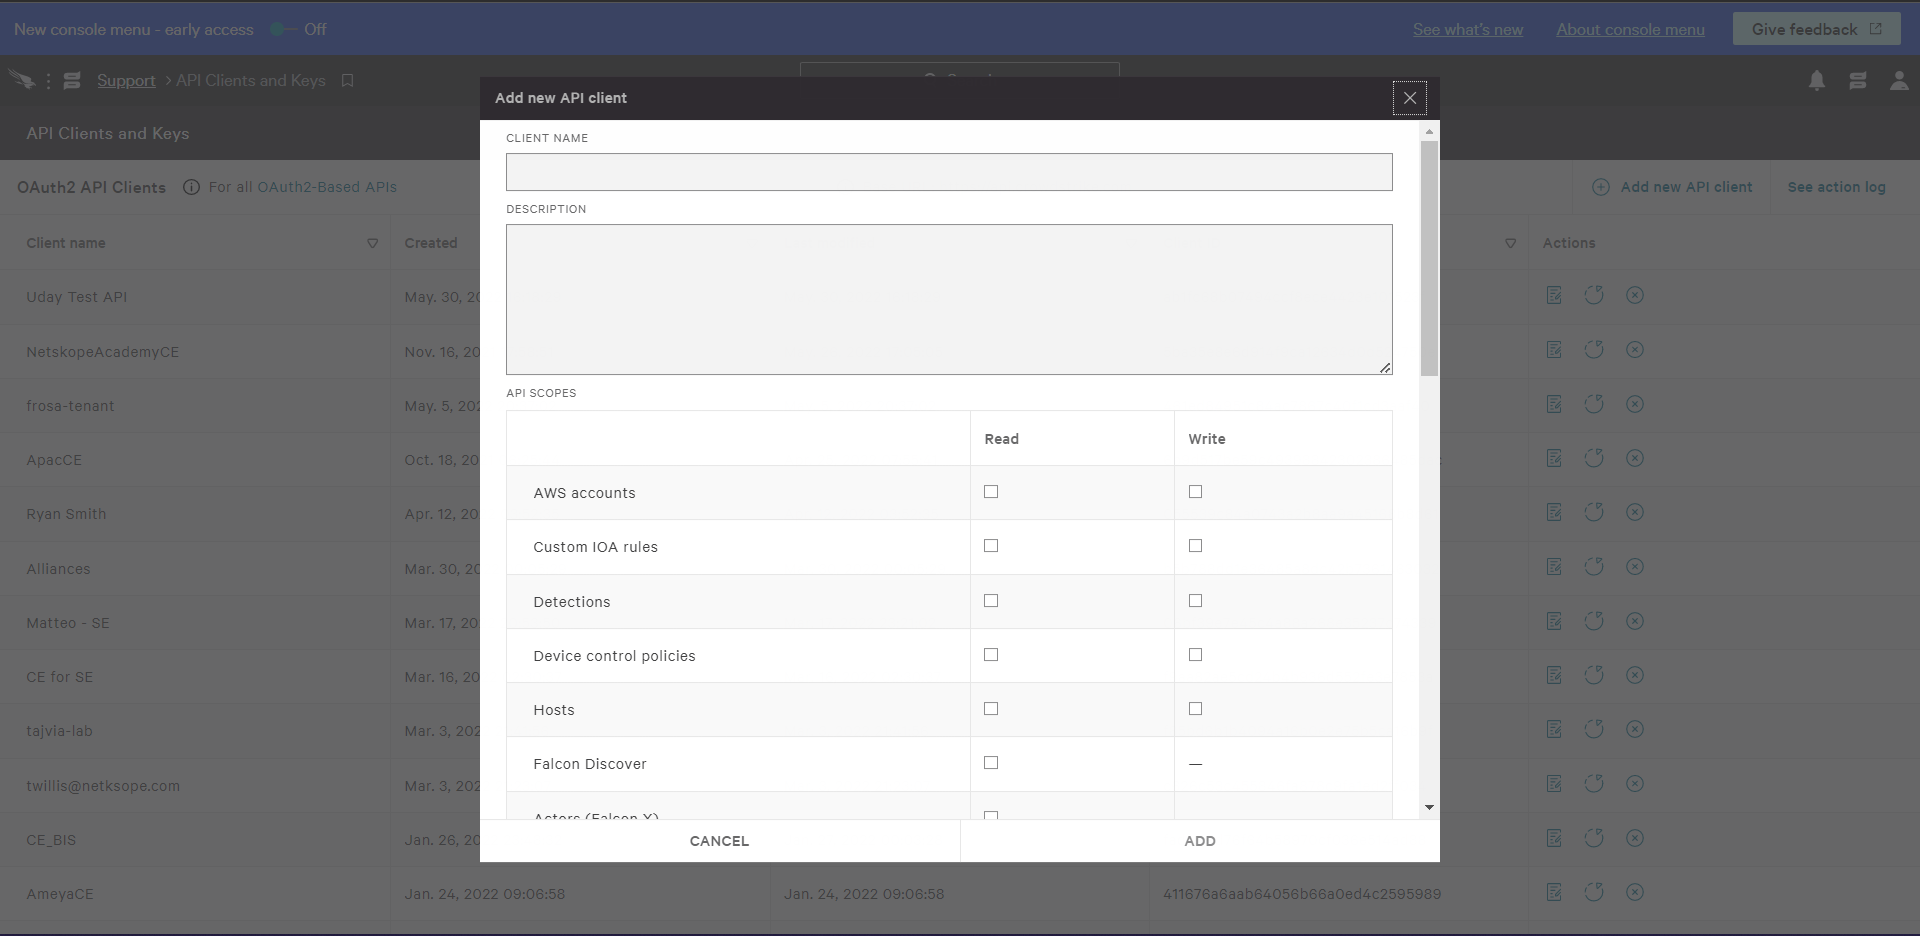 New console menu - early access Off See what's new About console menu Give feedback
Support > API Clients and Keys
Add new API client
API Clients and Keys
CLIENT NAME
OAuth2 API Clients For all OAuth2-Based APIs Add new API client See action log
DESCRIPTION
Client name Created Actions
Uday Test API May. 30, 20
NetskopeAcademyCE Nov. 16, 20
API SCOPES
frosa-tenant May. 5, 202
Read Write
ApacCE Oct. 18, 20
AWS accounts
Ryan Smith Apr. 12, 20
Custom IOA rules
Alliances Mar. 30, 20
Detections
Matteo - SE Mar. 17, 20
Device control policies
CE for SE Mar. 16, 20
Hosts
tajvia-lab Mar. 3, 202
Falcon Discover —
twillis@netksope.com Mar. 3, 202
Actors (Falcon X)
CE_BIS Jan. 26, 20
CANCEL ADD
AmeyaCE Jan. 24, 2022 09:06:58 Jan. 24, 2022 09:06:58 411676a6aab64056b66a0ed4c2595989